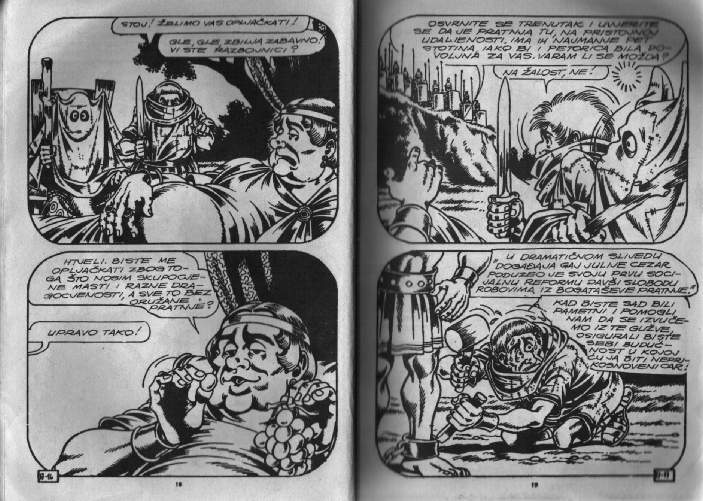 STOJ! ŽELIMO VAS OPLJAČKATI!
GLE, GLE, ZBILJA ZABAVNO!
VI STE RAZBOJNICI?
HTJELI BISTE ME
OPLJAČKATI ZBOG TO-
GA ŠTO NOSIM SKUPOCJE-
NE MASTI I RAZNE DRA-
GOCJENOSTI, A SVE TO BEZ
ORUŽANE
PRATNJE?
UPRAVO TAKO!
18
OSVRNITE SE TRENUTAK I UVJERITE
SE DA JE PRATNJA TU, NA PRISTOJNOJ
UDALJENOSTI. IMA IH NAJMANJE PET
STOTINA, IAKO BI I PETORICA BILA DO-
VOLJNA ZA VAS. VARAM LI SE MOŽDA?
NA ŽALOST, NE!
"U DRAMATIČNOM SLIJEDU
DOGAĐAJA GAJ JULNE CEZAR
PODUZEO JE SVOJU PRVU SOCI-
JALNU REFORMU DAVŠI SLOBODU
ROBOVIMA IZ BOGATAŠEVE PRATNJE."
KAD BISTE SAD BILI
PAMETNI I POMOGLI
NAM DA SE IZVUČE-
MO IZ TE GUŽVE,
OSIGURALI BISTE
SEBI BUDUĆ-
NOST U KOJOJ
ĆU JA BITI NEPRI-
KOSNOVENI CAR!
19